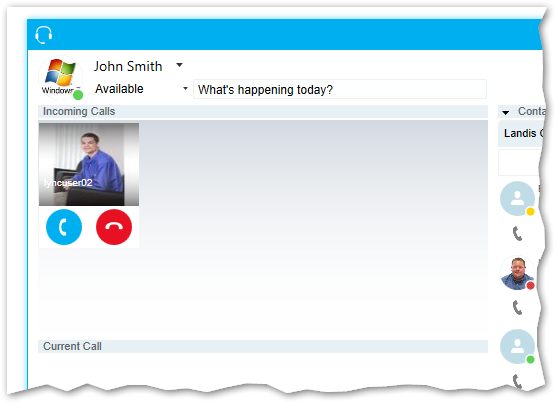 John Smith
Windows
Available
What's happening today?
Incoming Calls
lyncuser02
Current Call
Landis